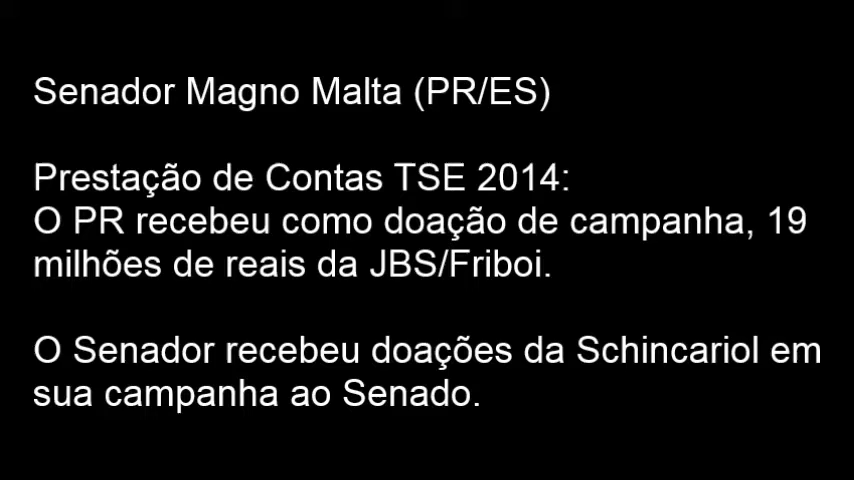 Senador Magno Malta (PR/ES)
Prestação de Contas TSE 2014:
O PR recebeu como doação de campanha, 19
milhões de reais da JBS/Friboi.
O Senador recebeu doações da Schincariol em
sua campanha ao Senado.